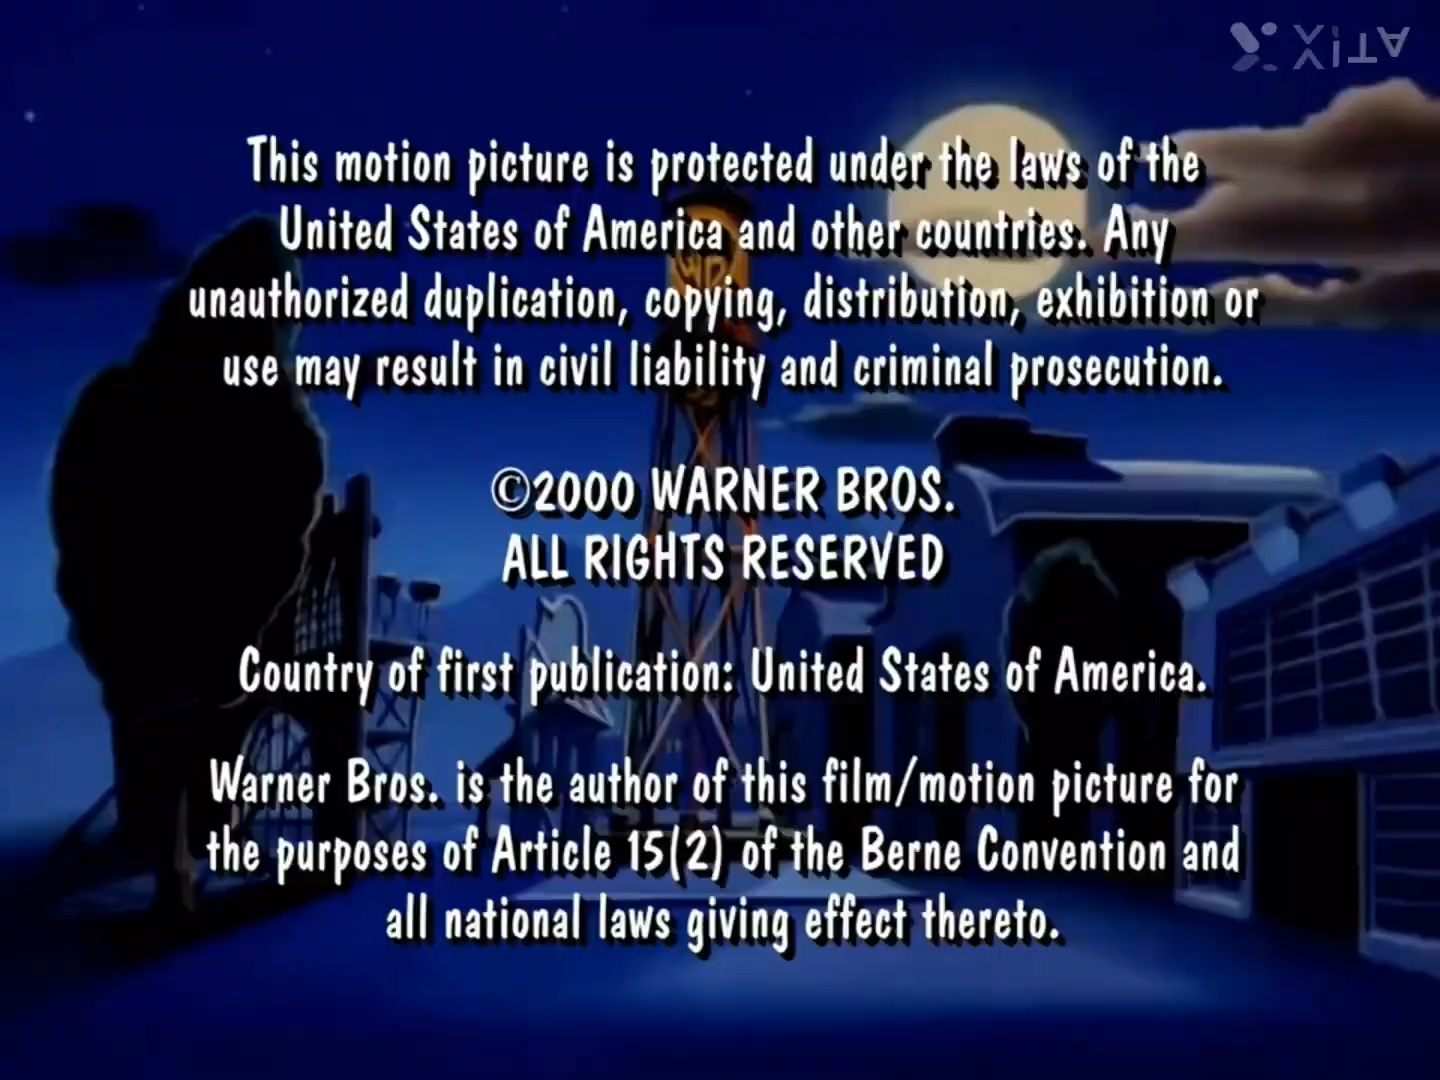 XITA
This motion picture is protected under the laws of the
United States of America and other countries. Any
unauthorized duplication, copying, distribution, exhibition or
use may result in civil liability and criminal prosecution.
©2000 WARNER BROS.
ALL RIGHTS RESERVED
Country of first publication: United States of America.
Warner Bros. is the author of this film/motion picture for
the purposes of Article 15(2) of the Berne Convention and
all national laws giving effect thereto.